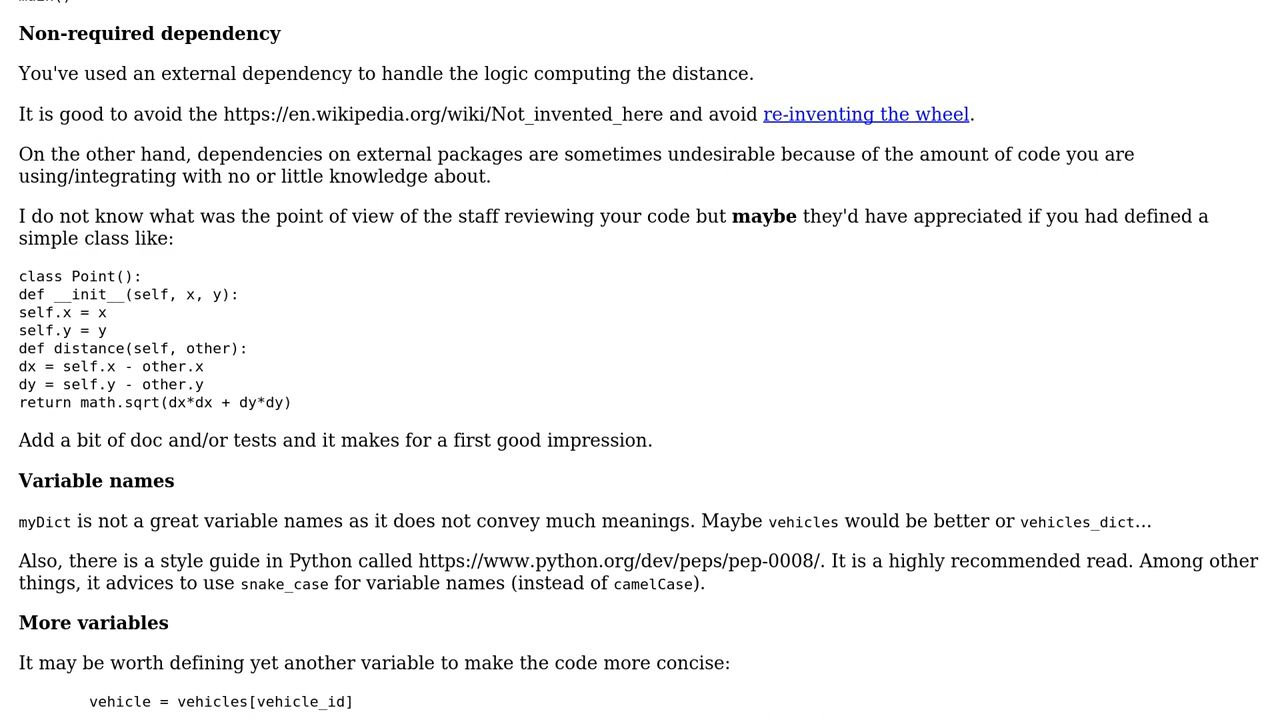 Non-required dependency
You've used an external dependency to handle the logic computing the distance.
It is good to avoid the https://en.wikipedia.org/wiki/Not_invented_here and avoid re-inventing the wheel.
On the other hand, dependencies on external packages are sometimes undesirable because of the amount of code you are
using/integrating with no or little knowledge about.
I do not know what was the point of view of the staff reviewing your code but maybe they'd have appreciated if you had defined a
simple class like:
class Point():
def __init__(self, x, y):
self.x = x
self.y = y
def distance(self, other):
dx = self.x - other.x
dy = self.y - other.y
return math.sqrt(dx*dx + dy*dy)
Add a bit of doc and/or tests and it makes for a first good impression.
Variable names
myDict is not a great variable names as it does not convey much meanings. Maybe vehicles would be better or vehicles_dict...
Also, there is a style guide in Python called https://www.python.org/dev/peps/pep-0008/. It is a highly recommended read. Among other
things, it advices to use snake_case for variable names (instead of camelCase).
More variables
It may be worth defining yet another variable to make the code more concise:
vehicle = vehicles[vehicle_id]